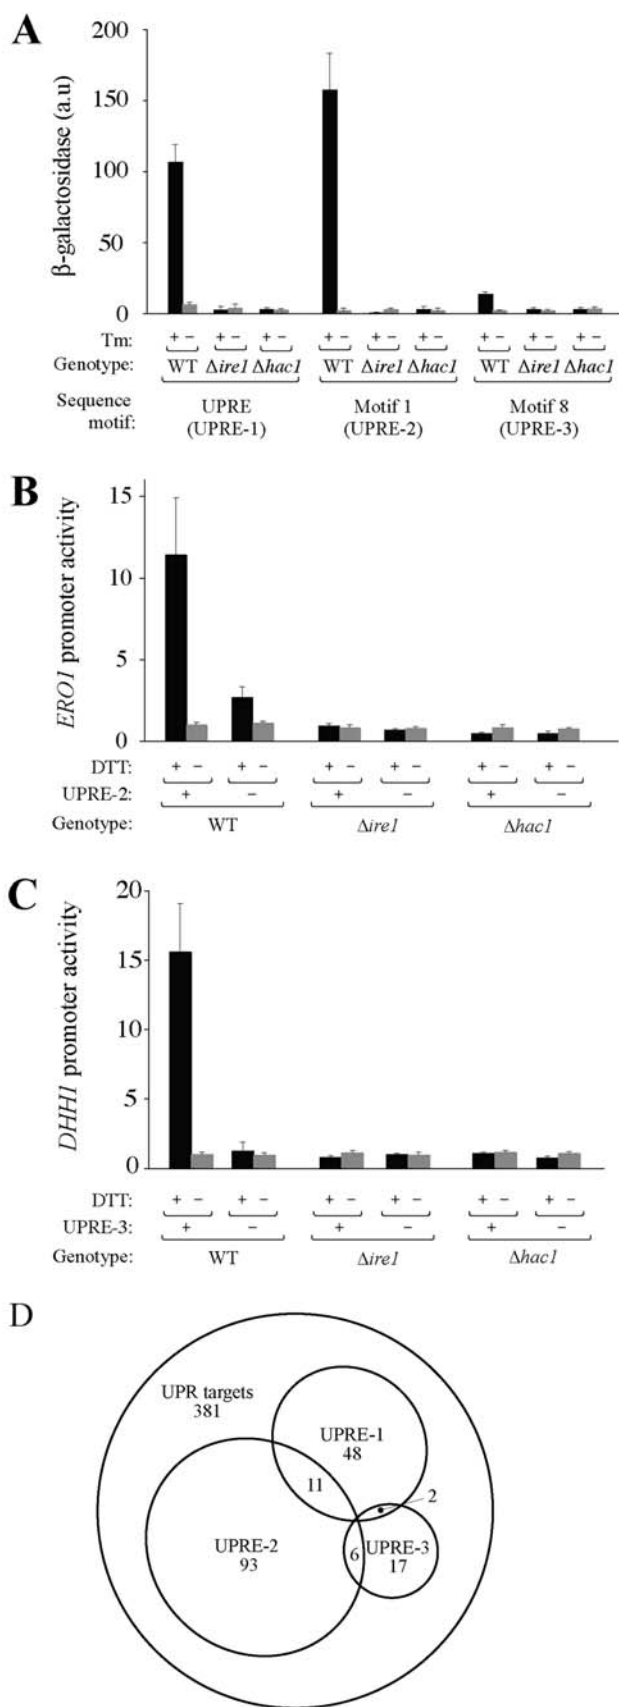 A
β-galactosidase (a.u)
200
150
100
50
0
Tm: + − + − + − + − + − + − + − + − + −
Genotype: WT Δire1 Δhac1 WT Δire1 Δhac1 WT Δire1 Δhac1
Sequence motif: UPRE Motif 1 Motif 8
(UPRE-1) (UPRE-2) (UPRE-3)
B
ERO1 promoter activity
15
10
5
0
DTT: + − + − + − + − + − + −
UPRE-2: + − + − + −
Genotype: WT Δire1 Δhac1
C
DHH1 promoter activity
20
15
10
5
0
DTT: + − + − + − + − + − + −
UPRE-3: + − + − + −
Genotype: WT Δire1 Δhac1
D
UPR targets
381
UPRE-1
48
11
2
UPRE-2
93
6
UPRE-3
17